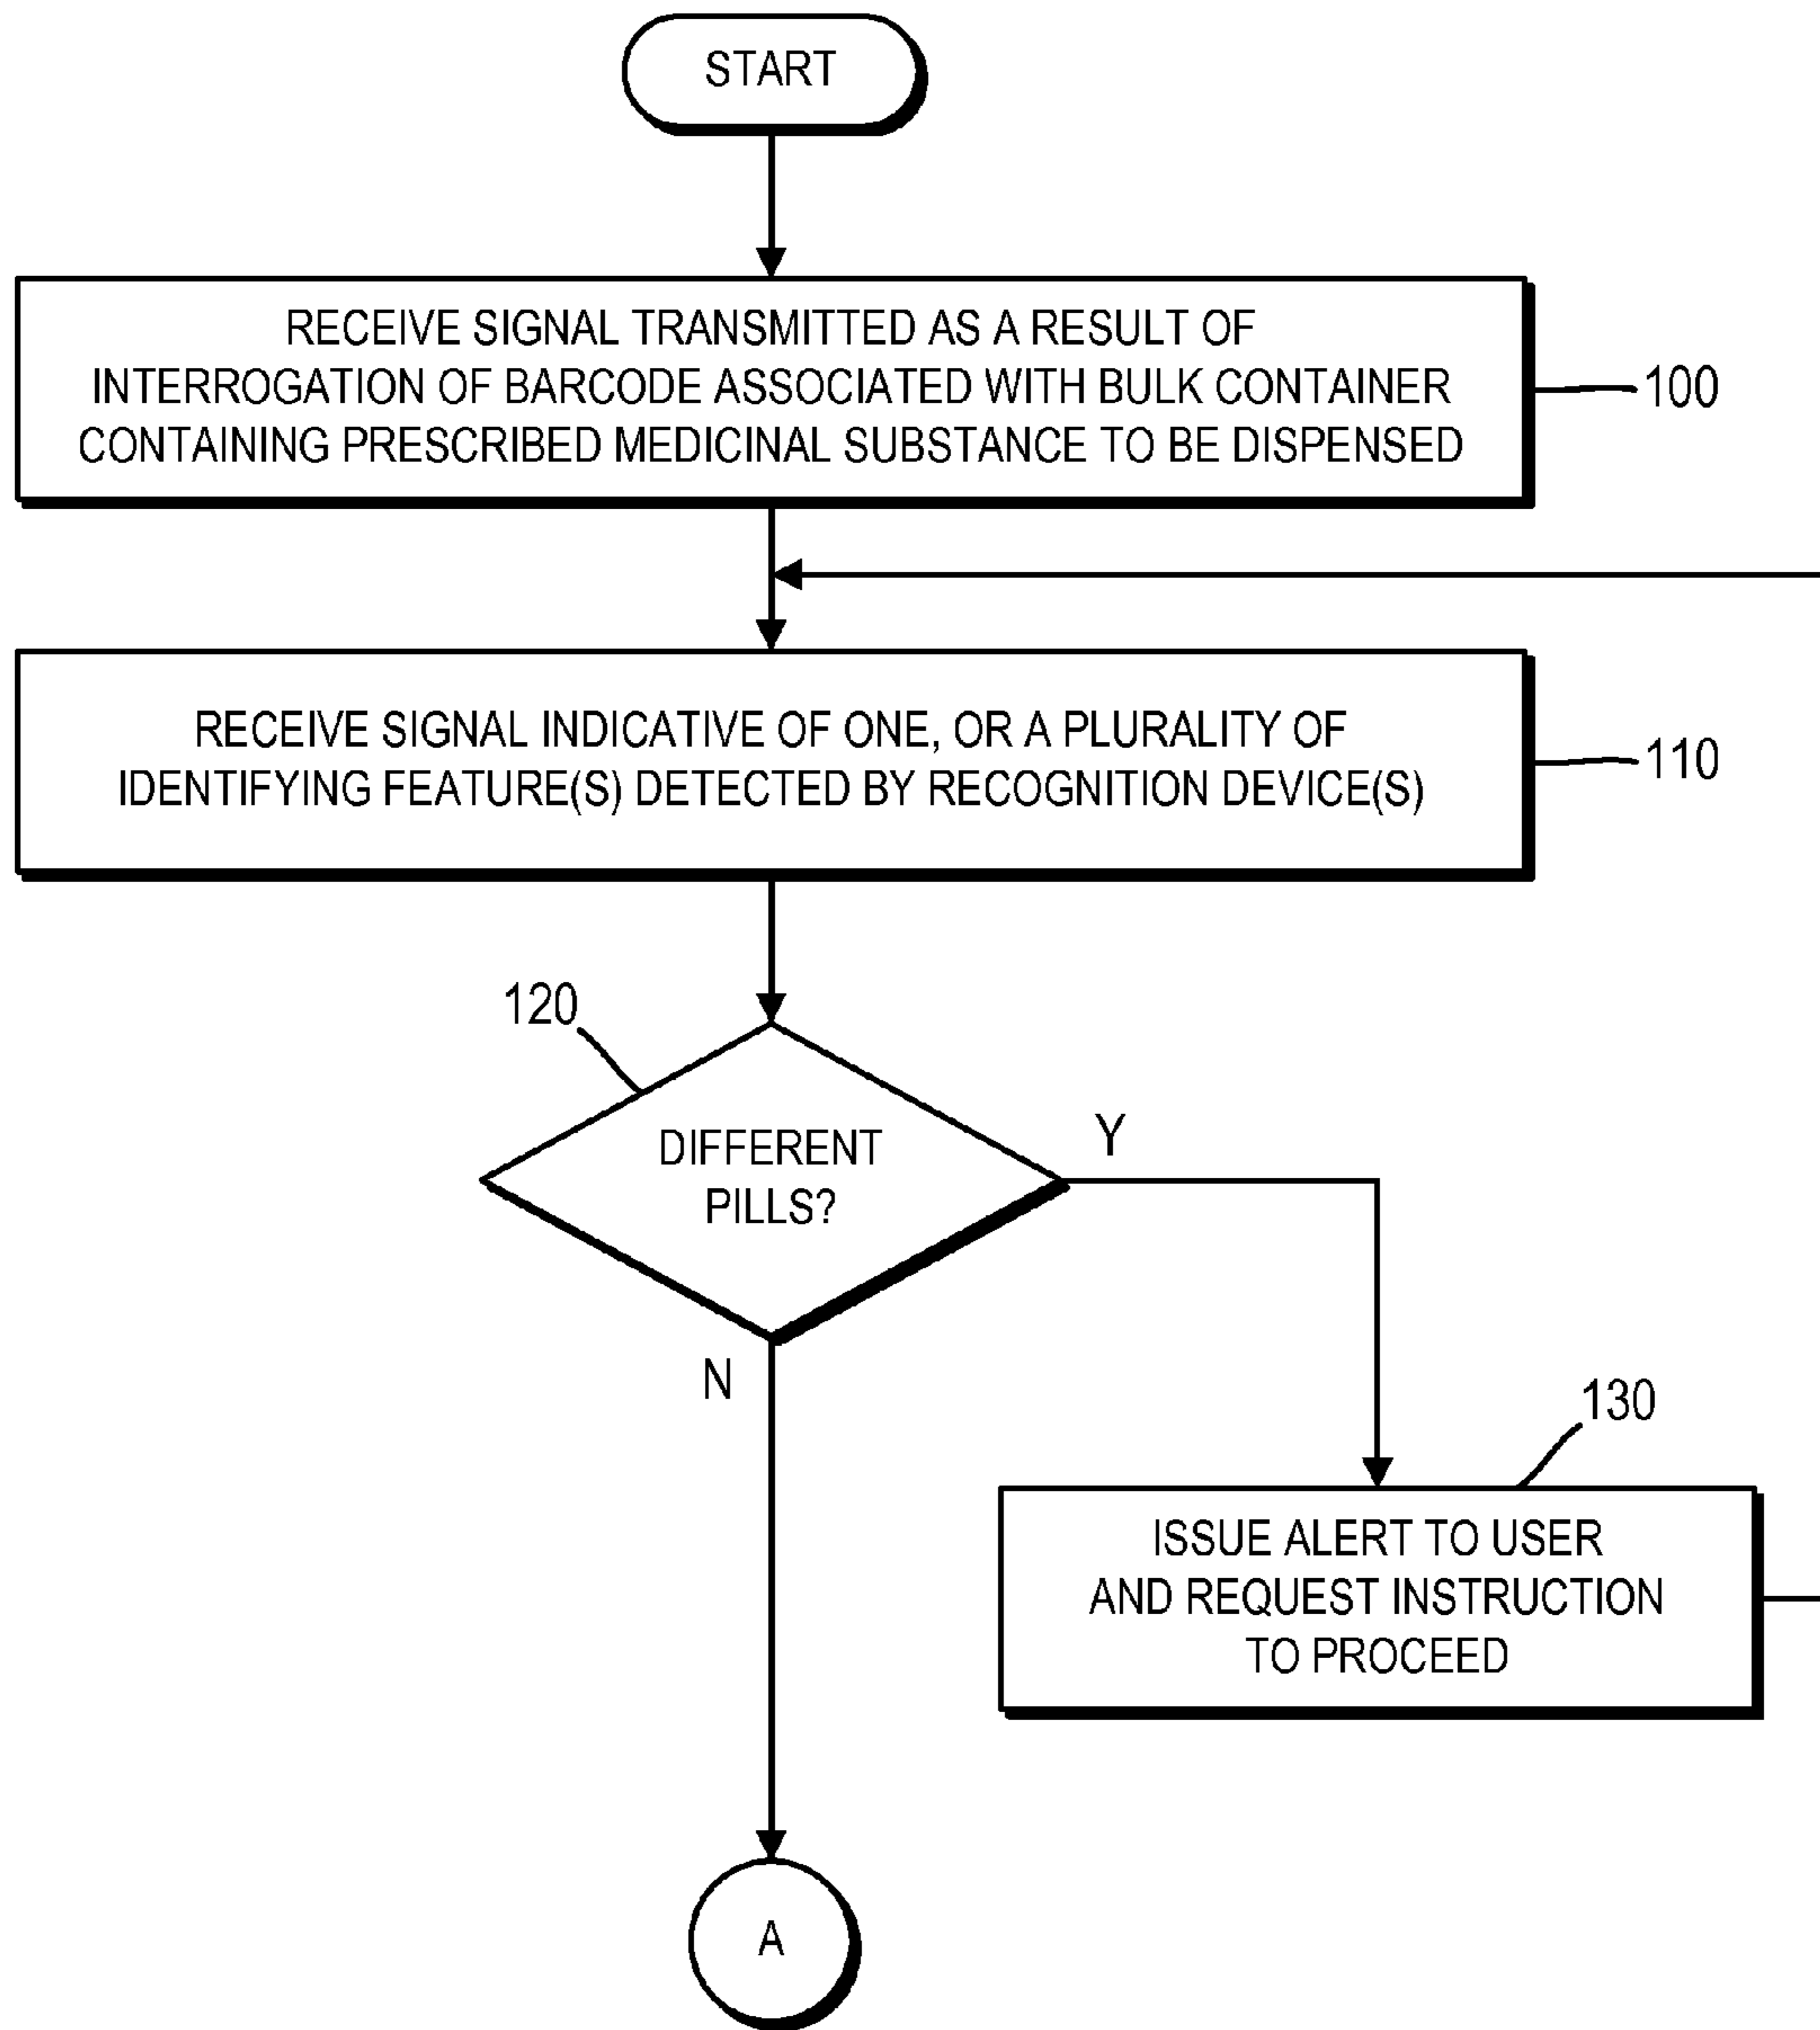 START
RECEIVE SIGNAL TRANSMITTED AS A RESULT OF
INTERROGATION OF BARCODE ASSOCIATED WITH BULK CONTAINER
CONTAINING PRESCRIBED MEDICINAL SUBSTANCE TO BE DISPENSED
100
RECEIVE SIGNAL INDICATIVE OF ONE, OR A PLURALITY OF
IDENTIFYING FEATURE(S) DETECTED BY RECOGNITION DEVICE(S)
110
120
DIFFERENT
PILLS?
Y
N
130
ISSUE ALERT TO USER
AND REQUEST INSTRUCTION
TO PROCEED
A